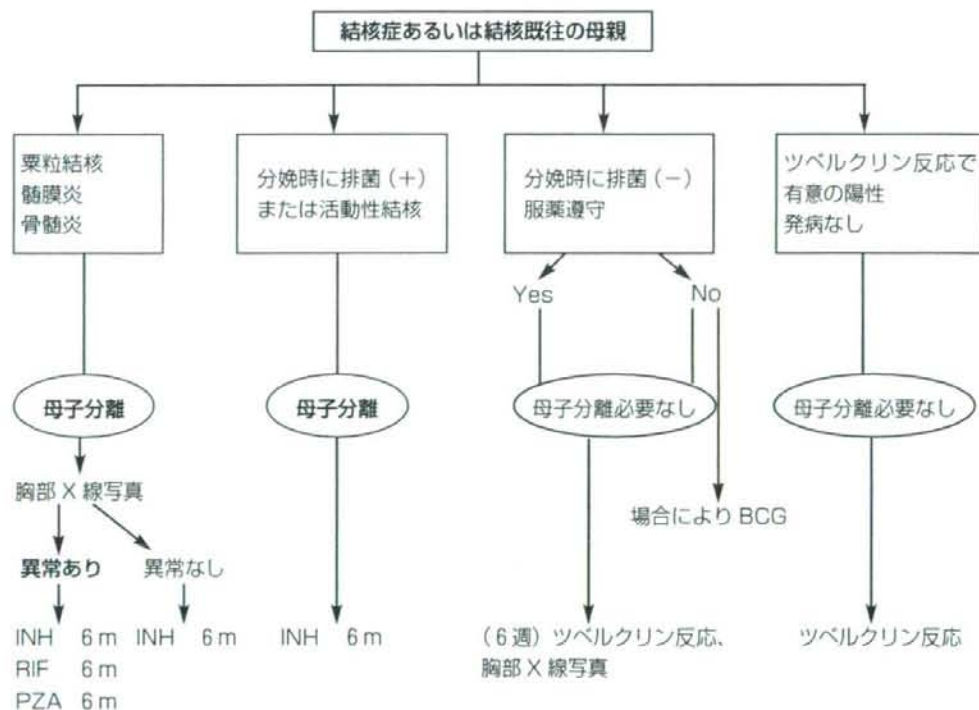 結核症あるいは結核既往の母親
粟粒結核
髄膜炎
骨髄炎
分娩時に排菌(+)
または活動性結核
分娩時に排菌(－)
服薬遵守
ツベルクリン反応で
有意の陽性
発病なし
Yes
No
母子分離
母子分離
母子分離必要なし
母子分離必要なし
胸部 X 線写真
場合により BCG
異常あり
異常なし
INH 6 m
RIF 6 m
PZA 6 m
INH 6 m
INH 6 m
(6週) ツベルクリン反応、
胸部 X 線写真
ツベルクリン反応